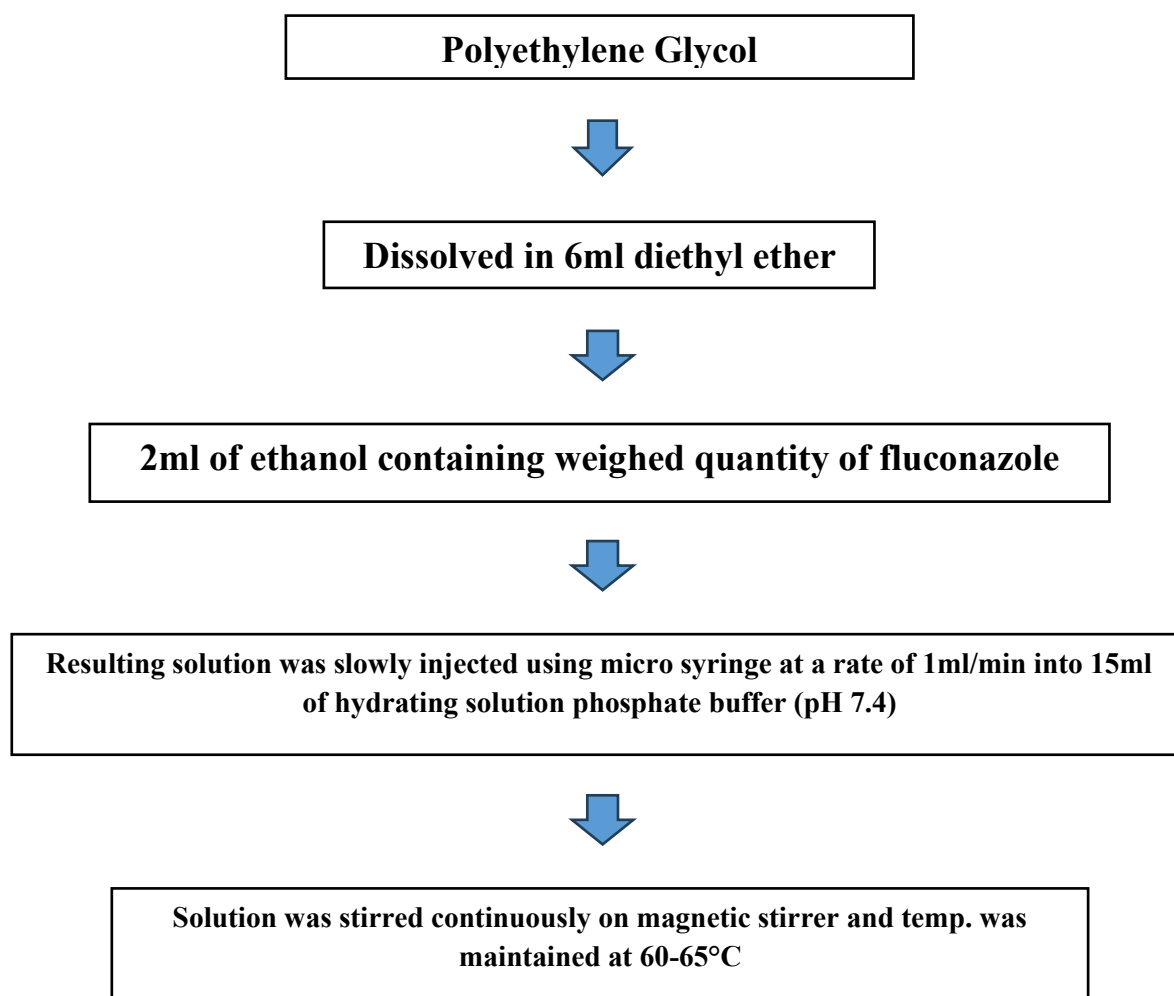 Polyethylene Glycol
Dissolved in 6ml diethyl ether
2ml of ethanol containing weighed quantity of fluconazole
Resulting solution was slowly injected using micro syringe at a rate of 1ml/min into 15ml
of hydrating solution phosphate buffer (pH 7.4)
Solution was stirred continuously on magnetic stirrer and temp. was
maintained at 60-65°C